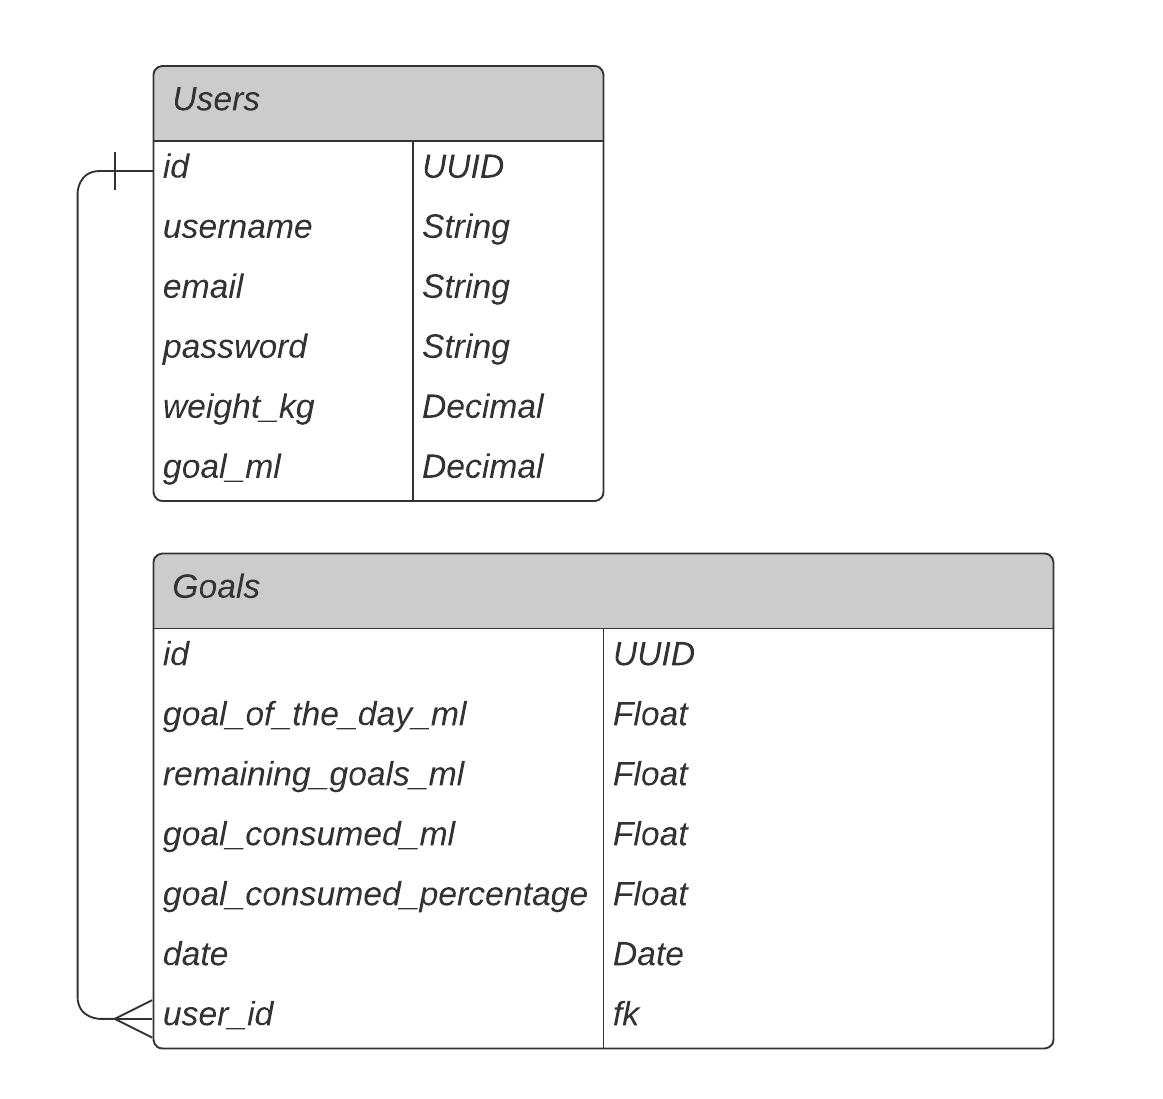 Users
id UUID
username String
email String
password String
weight_kg Decimal
goal_ml Decimal
Goals
id UUID
goal_of_the_day_ml Float
remaining_goals_ml Float
goal_consumed_ml Float
goal_consumed_percentage Float
date Date
user_id fk